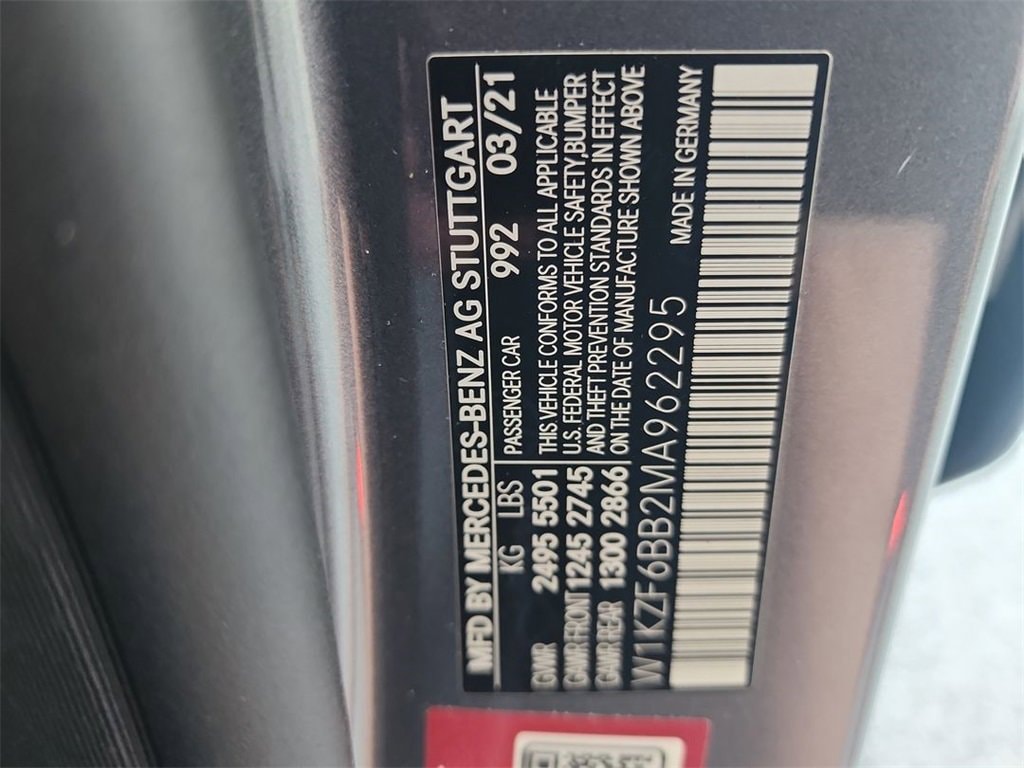 MFD BY MERCEDES-BENZ AG STUTTGART
KG LBS PASSENGER CAR 992 03/21
GVWR 2495 5501 THIS VEHICLE CONFORMS TO ALL APPLICABLE
GAWR FRONT 1245 2745 U.S. FEDERAL MOTOR VEHICLE SAFETY,BUMPER
GAWR REAR 1300 2866 AND THEFT PREVENTION STANDARDS IN EFFECT
ON THE DATE OF MANUFACTURE SHOWN ABOVE
W1KZF6BB2MA962295 MADE IN GERMANY